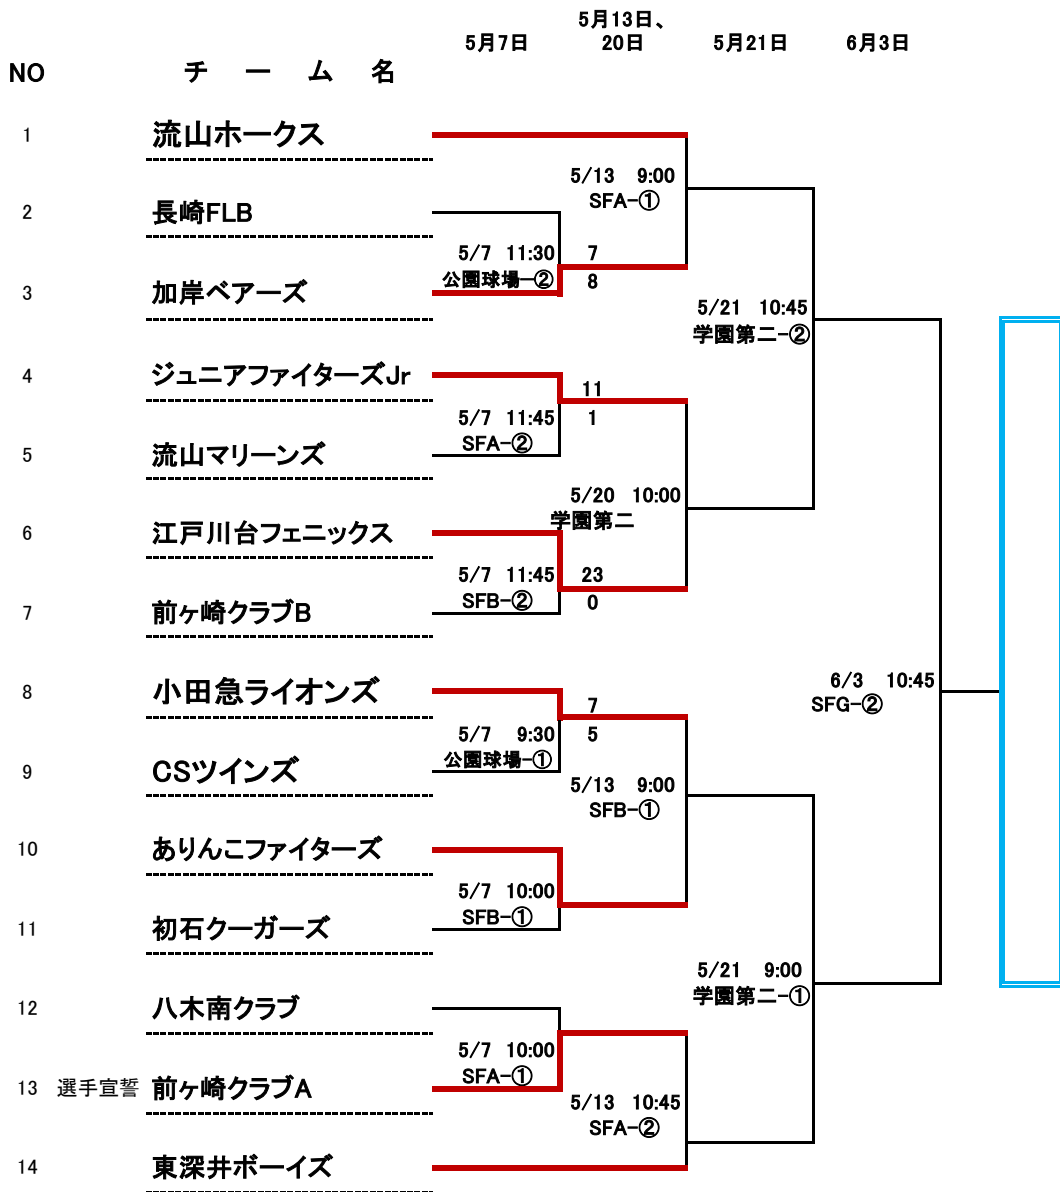 5月13日、
5月7日 20日 5月21日 6月3日
NO チ ー ム 名
1 流山ホークス
5/13 9:00
SFA-①
2 長崎FLB
5/7 11:30 7
公園球場-② 8
3 加岸ベアーズ
5/21 10:45
学園第二-②
4 ジュニアファイターズJr
11
5/7 11:45 1
SFA-②
5 流山マリーンズ
5/20 10:00
学園第二
6 江戸川台フェニックス
5/7 11:45 23
SFB-② 0
7 前ヶ崎クラブB
6/3 10:45
SFG-②
8 小田急ライオンズ
7
5/7 9:30 5
公園球場-①
9 CSツインズ
5/13 9:00
SFB-①
10 ありんこファイターズ
5/7 10:00
SFB-①
11 初石クーガーズ
5/21 9:00
学園第二-①
12 八木南クラブ
5/7 10:00
SFA-①
13 選手宣誓 前ヶ崎クラブA
5/13 10:45
SFA-②
14 東深井ボーイズ